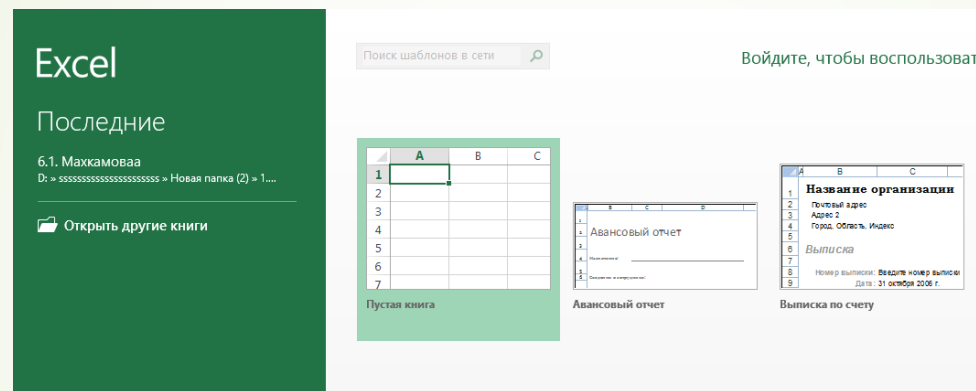 Excel
Поиск шаблонов в сети
Войдите, чтобы воспользоват
Последние
6.1. Махкамоваа
D: » sssssssssssssssssssssss » Новая папка (2) » 1....
Открыть другие книги
A B C
1
2
3
4
5
6
7
Пустая книга
B C D
Авансовый отчет
Авансовый отчет
A B C
1 Название организации
2 Почтовый адрес
3 Адрес 2
4 Город, Область, Индекс
5
6 Выписка
7
8 Номер выписки: Введите номер выписки
9 Дата: 31 октября 2006 г.
Выписка по счету